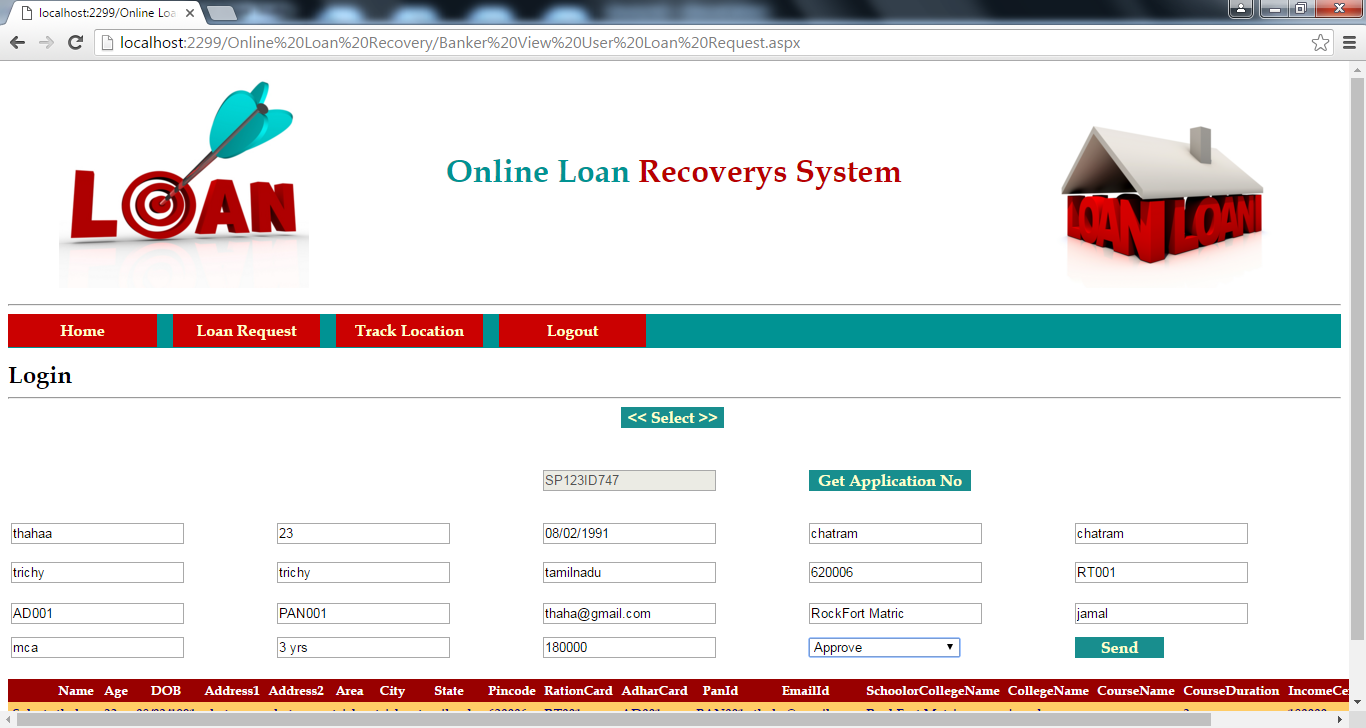 localhost:2299/Online Loa
localhost:2299/Online%20Loan%20Recovery/Banker%20View%20User%20Loan%20Request.aspx
LOAN
Online Loan Recoverys System
LOAN LOAN
Home Loan Request Track Location Logout
Login
<< Select >>
SP123ID747 Get Application No
thahaa 23 08/02/1991 chatram chatram
trichy trichy tamilnadu 620006 RT001
AD001 PAN001 thaha@gmail.com RockFort Matric jamal
mca 3 yrs 180000 Approve Send
Name Age DOB Address1 Address2 Area City State Pincode RationCard AdharCard PanId EmailId SchoolorCollegeName CollegeName CourseName CourseDuration IncomeCe